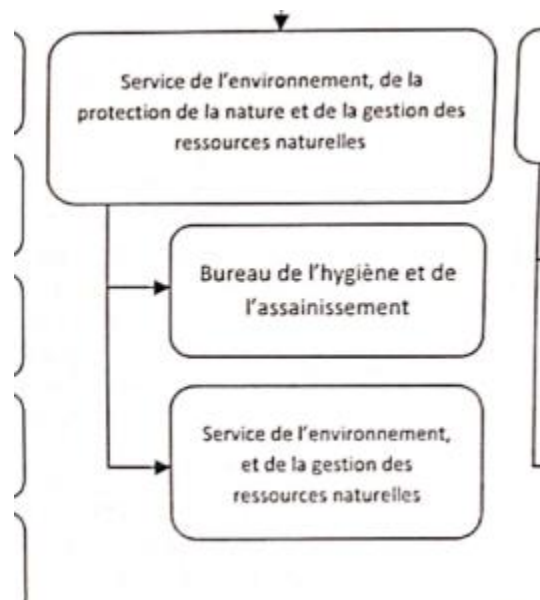 Service de l'environnement, de la
protection de la nature et de la gestion des
ressources naturelles
Bureau de l'hygiène et de
l'assainissement
Service de l'environnement,
et de la gestion des
ressources naturelles